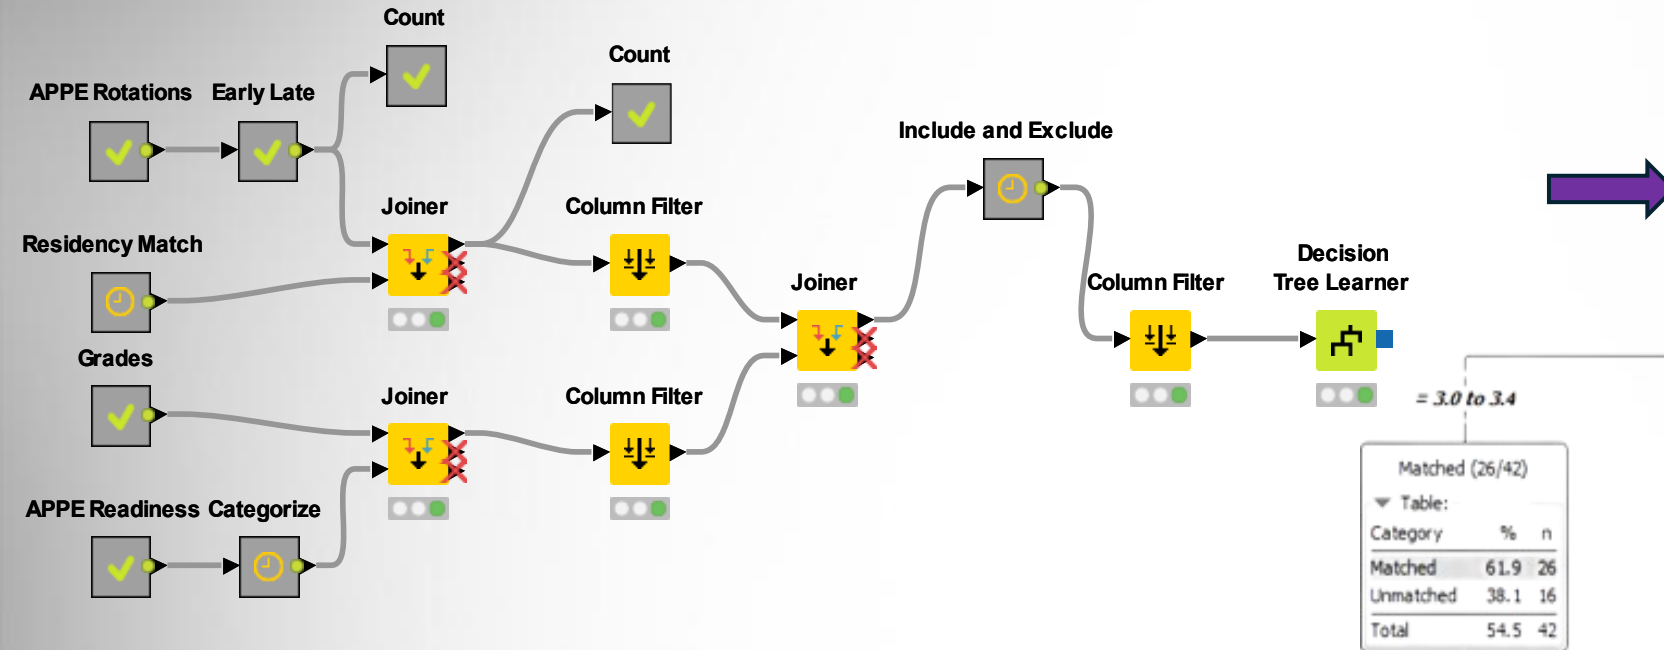 Count
Count
APPE Rotations
Early Late
Include and Exclude
Joiner
Column Filter
Residency Match
Joiner
Decision
Tree Learner
Column Filter
Grades
Joiner
Column Filter
= 3.0 to 3.4
Matched (26/42)
Table:
Category % n
Matched 61.9 26
Unmatched 38.1 16
Total 54.5 42
APPE Readiness
Categorize